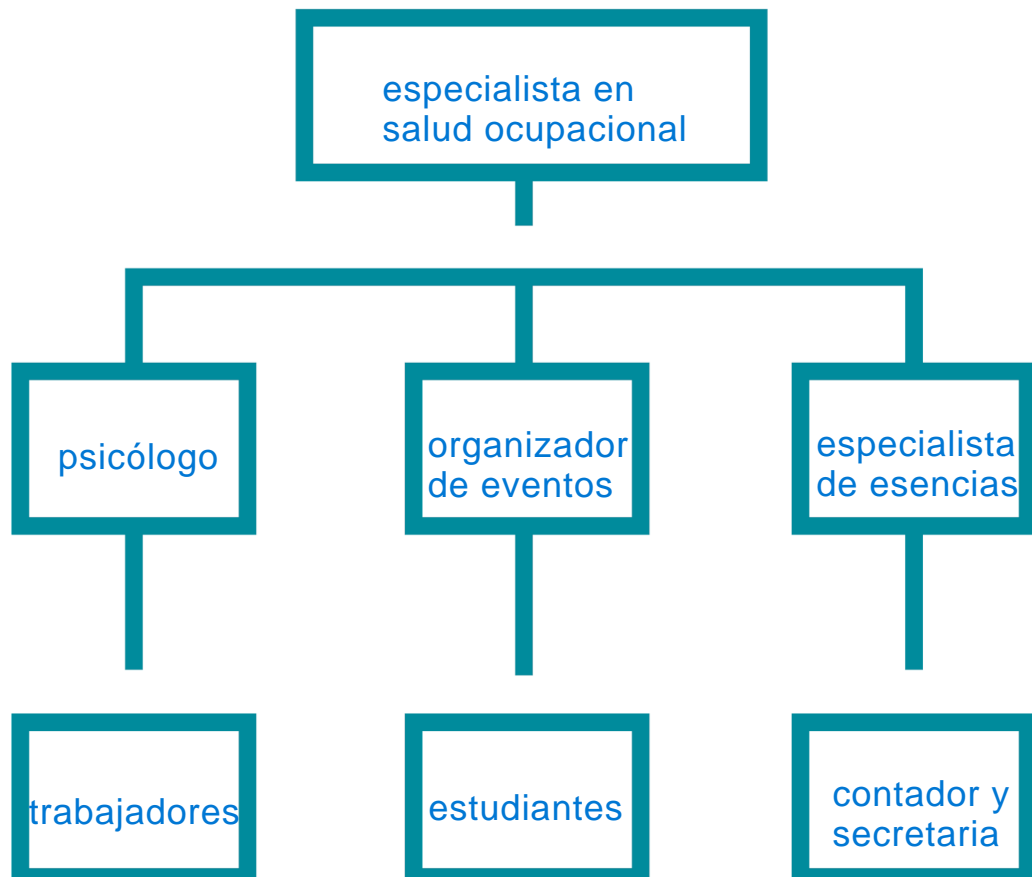 especialista en
salud ocupacional
psicólogo
organizador
de eventos
especialista
de esencias
trabajadores
estudiantes
contador y
secretaria